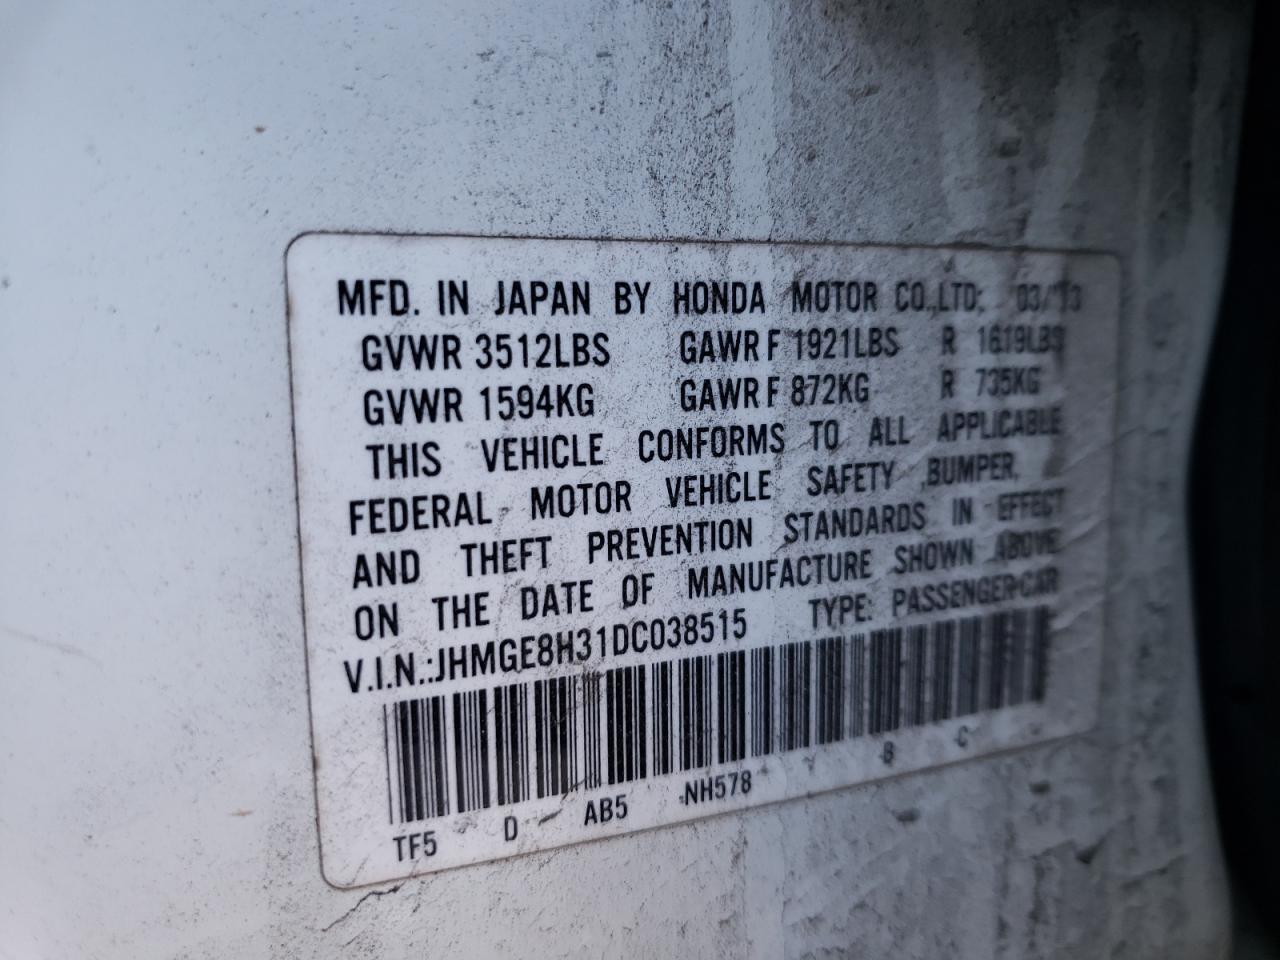 MFD. IN JAPAN BY HONDA MOTOR CO.,LTD; 03/13
GVWR 3512LBS GAWR F 1921LBS R 1619LBS
GVWR 1594KG GAWR F 872KG R 735KG
THIS VEHICLE CONFORMS TO ALL APPLICABLE
FEDERAL MOTOR VEHICLE SAFETY ,BUMPER,
AND THEFT PREVENTION STANDARDS IN EFFECT
ON THE DATE OF MANUFACTURE SHOWN ABOVE
V.I.N.:JHMGE8H31DC038515 TYPE: PASSENGER CAR
TF5 D AB5 NH578 B C